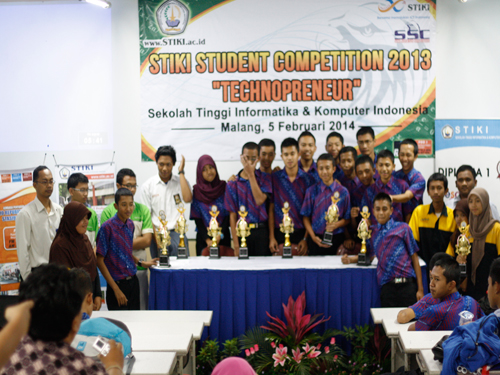 www.STIKI.ac.id
STIKI
SSC
STIKI STUDENT COMPETITION 2013
"TECHNOPRENEUR"
Sekolah Tinggi Informatika & Komputer Indonesia
Malang, 5 Februari 2014
STIKI
STIKI
DIPLOMA 1